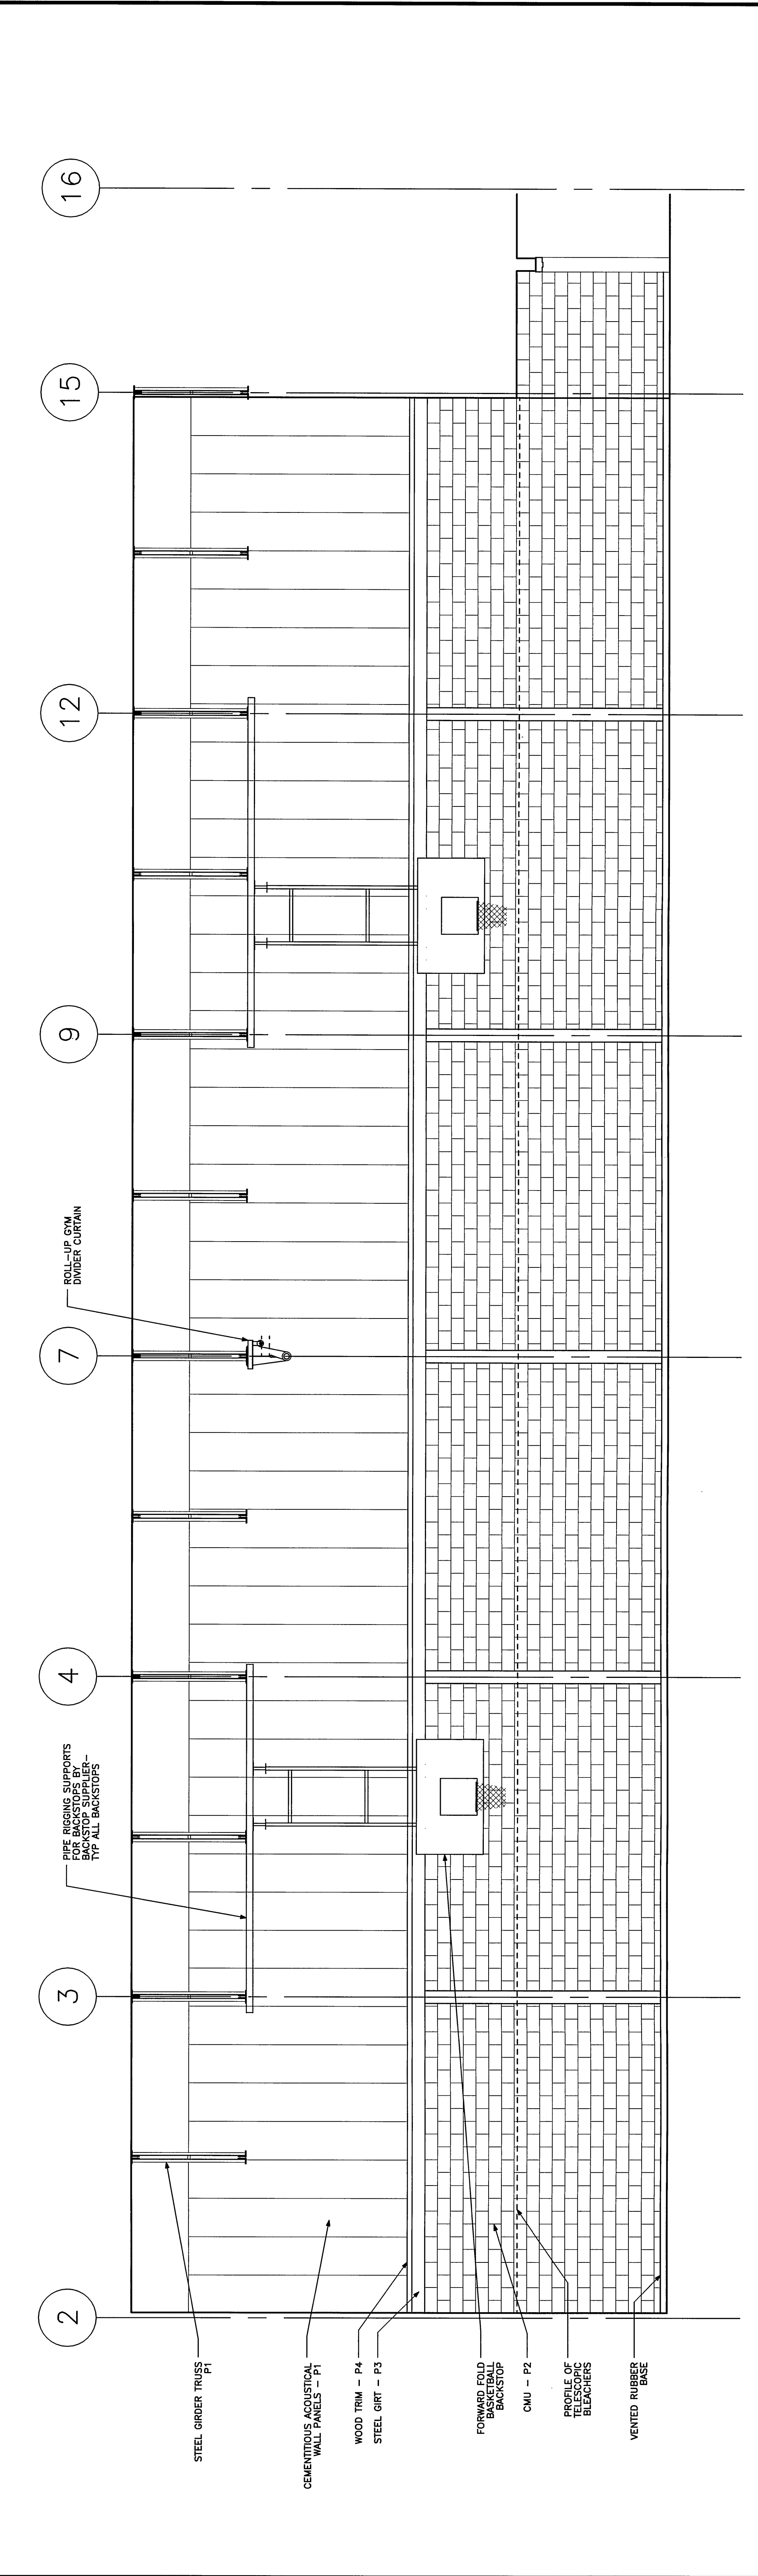 2
3
4
7
9
12
15
16
PIPE RIGGING SUPPORTS
FOR BACKSTOPS BY
BACKSTOP SUPPLIER-
TYP ALL BACKSTOPS
ROLL-UP GYM
DIVIDER CURTAIN
STEEL GIRDER TRUSS
P1
CEMENTITIOUS ACOUSTICAL
WALL PANELS - P1
WOOD TRIM - P4
STEEL GIRT - P3
FORWARD FOLD
BASKETBALL
BACKSTOP
CMU - P2
PROFILE OF
TELESCOPIC
BLEACHERS
VENTED RUBBER
BASE